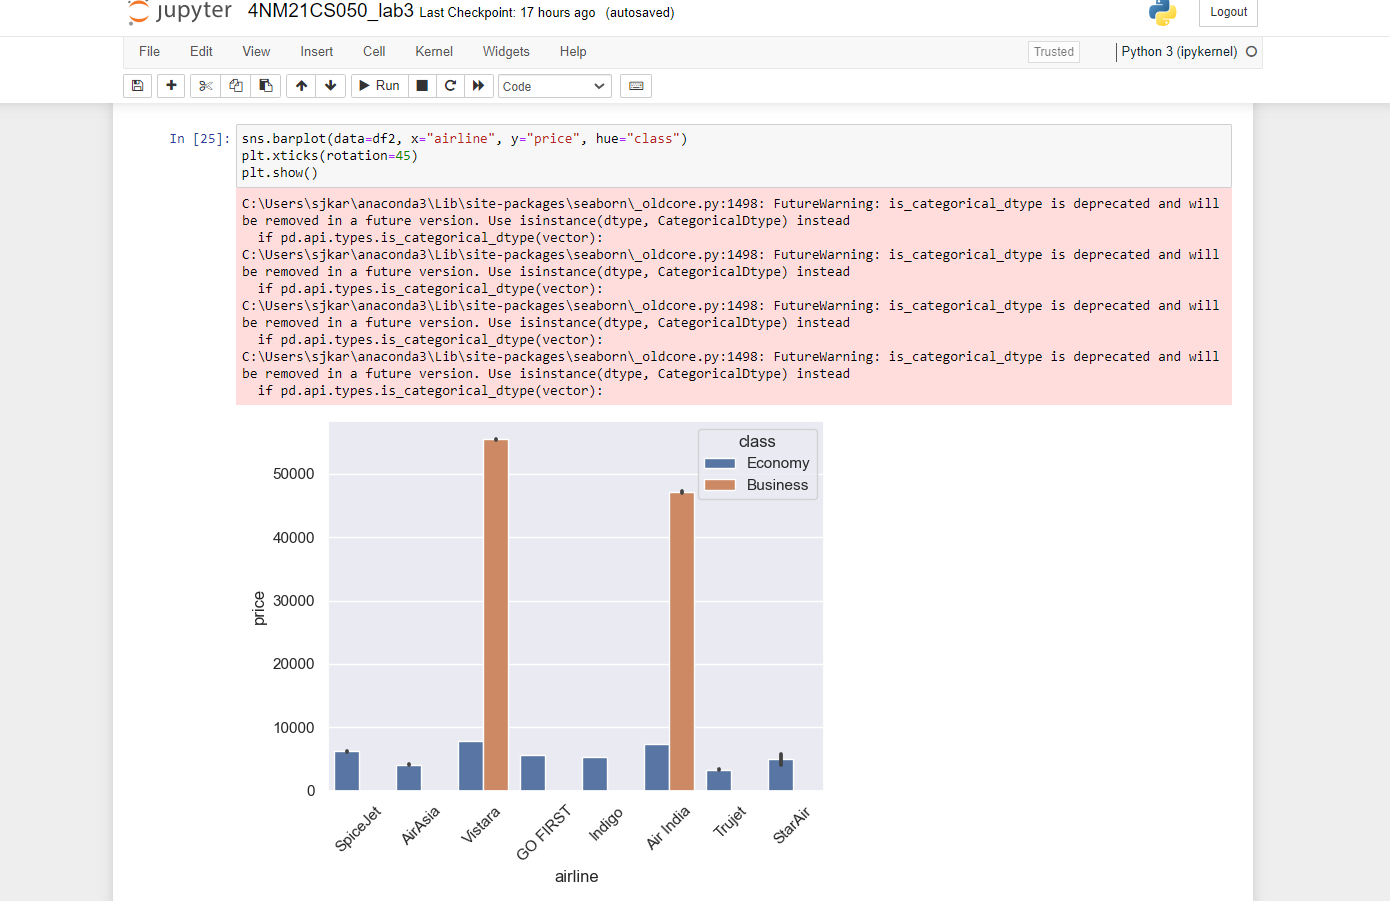 jupyter 4NM21CS050_lab3 Last Checkpoint: 17 hours ago (autosaved)
Logout
File Edit View Insert Cell Kernel Widgets Help
Trusted
Python 3 (ipykernel)
Run
Code
In [25]:
sns.barplot(data=df2, x="airline", y="price", hue="class")
plt.xticks(rotation=45)
plt.show()
C:\Users\sjkar\anaconda3\Lib\site-packages\seaborn\_oldcore.py:1498: FutureWarning: is_categorical_dtype is deprecated and will
be removed in a future version. Use isinstance(dtype, CategoricalDtype) instead
  if pd.api.types.is_categorical_dtype(vector):
C:\Users\sjkar\anaconda3\Lib\site-packages\seaborn\_oldcore.py:1498: FutureWarning: is_categorical_dtype is deprecated and will
be removed in a future version. Use isinstance(dtype, CategoricalDtype) instead
  if pd.api.types.is_categorical_dtype(vector):
C:\Users\sjkar\anaconda3\Lib\site-packages\seaborn\_oldcore.py:1498: FutureWarning: is_categorical_dtype is deprecated and will
be removed in a future version. Use isinstance(dtype, CategoricalDtype) instead
  if pd.api.types.is_categorical_dtype(vector):
C:\Users\sjkar\anaconda3\Lib\site-packages\seaborn\_oldcore.py:1498: FutureWarning: is_categorical_dtype is deprecated and will
be removed in a future version. Use isinstance(dtype, CategoricalDtype) instead
  if pd.api.types.is_categorical_dtype(vector):
class
Economy
Business
50000
40000
30000
20000
10000
0
price
SpiceJet
AirAsia
Vistara
GO FIRST
Indigo
Air India
Trujet
StarAir
airline